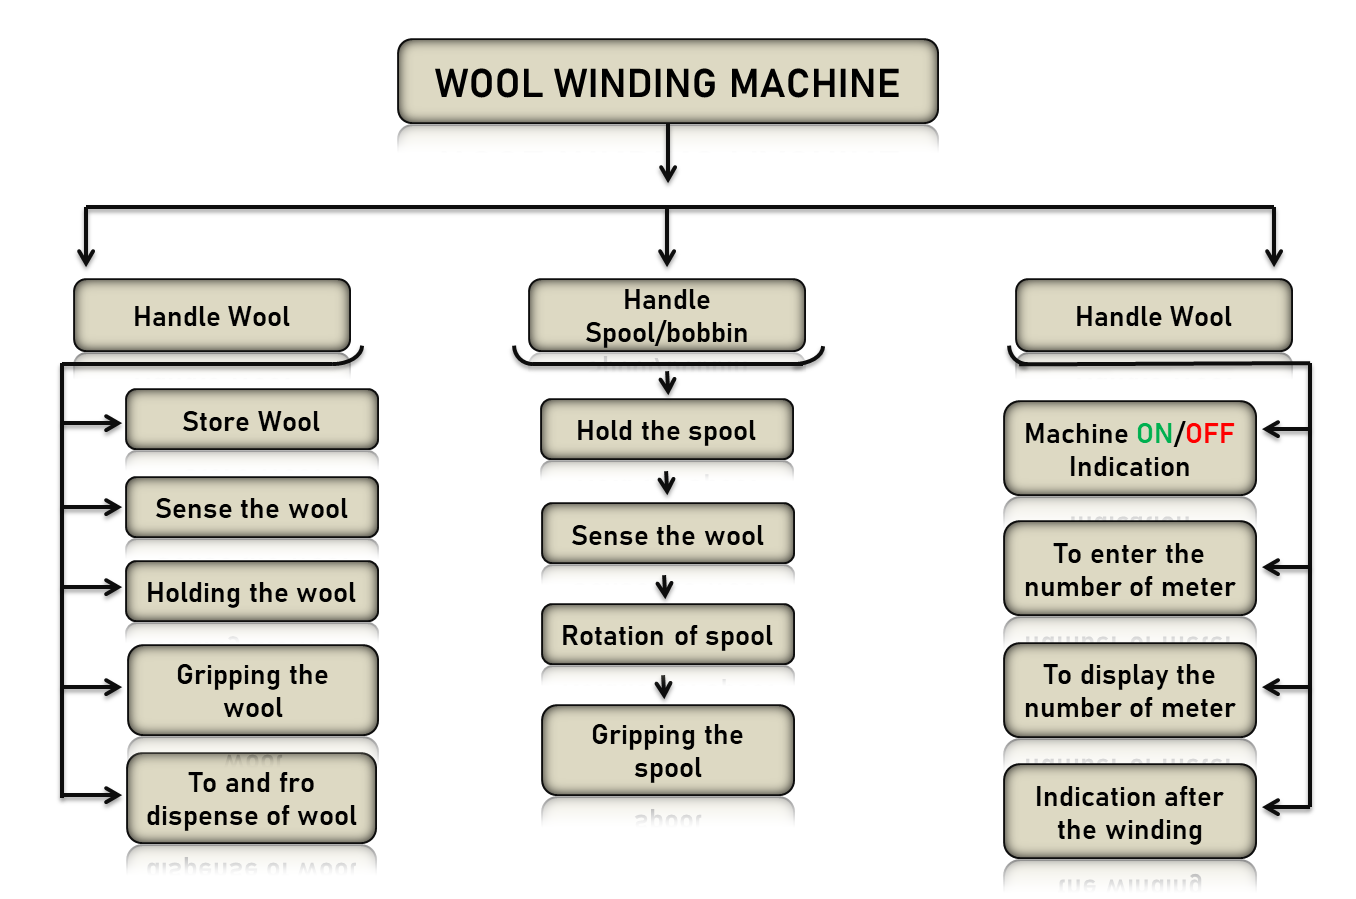 WOOL WINDING MACHINE
Handle Wool
Store Wool
Sense the wool
Holding the wool
Gripping the
wool
To and fro
dispense of wool
Handle
Spool/bobbin
Hold the spool
Sense the wool
Rotation of spool
Gripping the
spool
Handle Wool
Machine ON/OFF
Indication
To enter the
number of meter
To display the
number of meter
Indication after
the winding